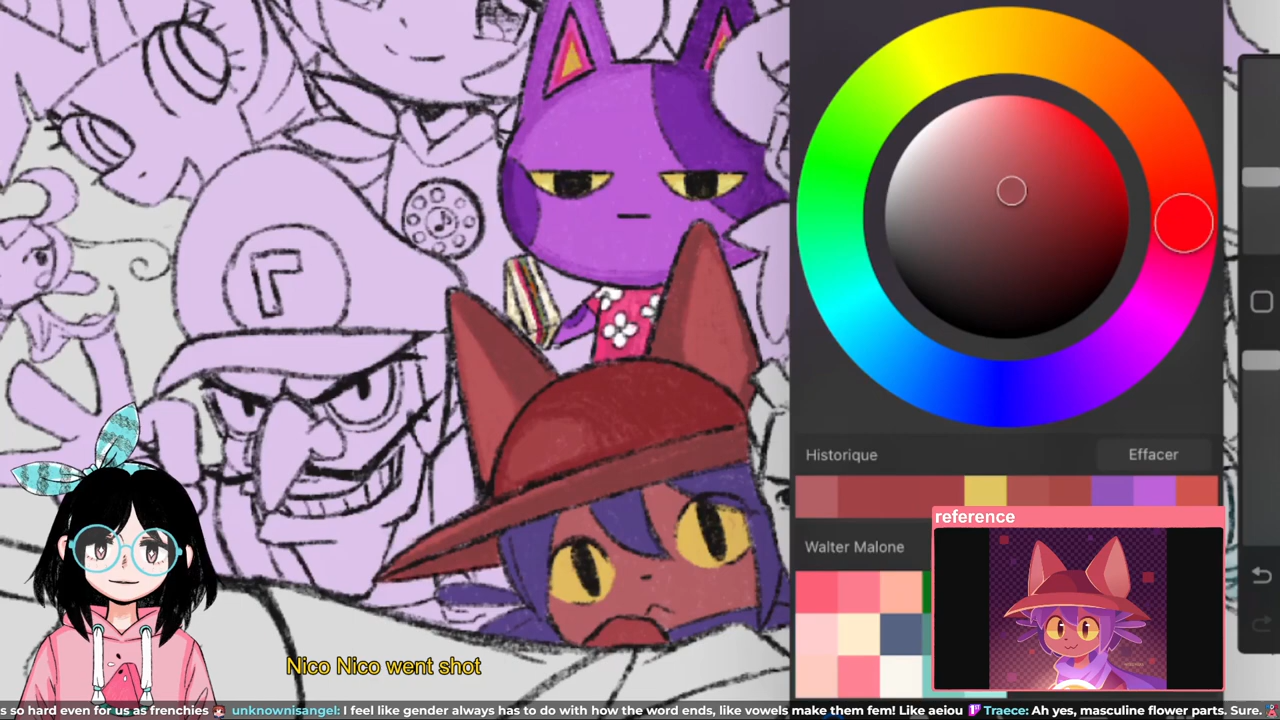 Historique
Effacer
reference
Walter Malone
Nico Nico went shot
s so hard even for us as frenchies unknownisangel: I feel like gender always has to do with how the word ends, like vowels make them fem! Like aeiou Traece: Ah yes, masculine flower parts. Sure.